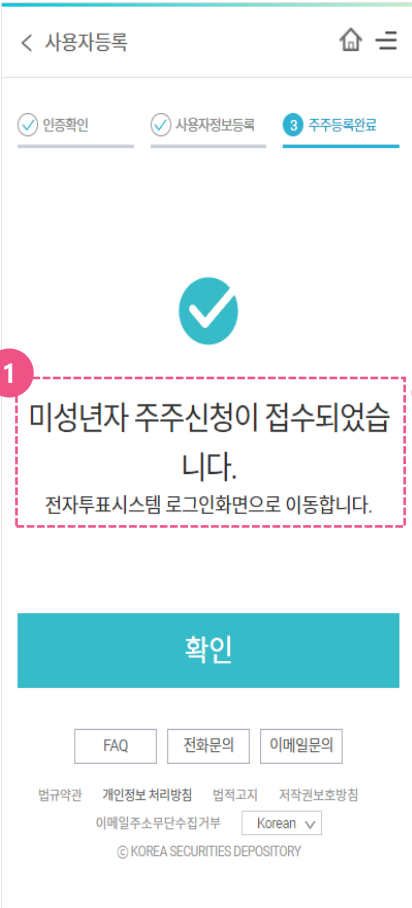 사용자등록
인증확인 사용자정보등록 3 주주등록완료
1
미성년자 주주신청이 접수되었습
니다.
전자투표시스템 로그인화면으로 이동합니다.
확인
FAQ 전화문의 이메일문의
법규약관 개인정보 처리방침 법적고지 저작권보호방침
이메일주소무단수집거부 Korean
© KOREA SECURITIES DEPOSITORY